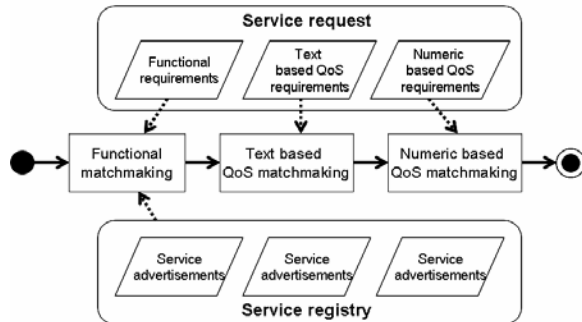 Service request
Functional
requirements
Text
based QoS
requirements
Numeric
based QoS
requirements
Functional
matchmaking
Text based
QoS matchmaking
Numeric based
QoS matchmaking
Service
advertisements
Service
advertisements
Service
advertisements
Service registry